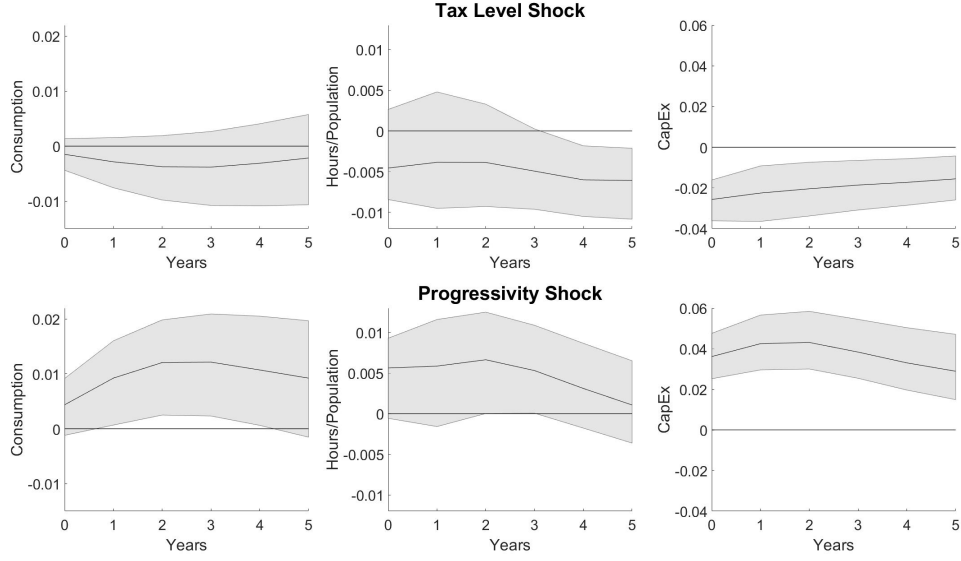 Tax Level Shock
Consumption
0.02
0.01
0
-0.01
0 1 2 3 4 5
Years
Hours/Population
0.01
0.005
0
-0.005
-0.01
0 1 2 3 4 5
Years
CapEx
0.06
0.04
0.02
0
-0.02
-0.04
0 1 2 3 4 5
Years
Progressivity Shock
Consumption
0.02
0.01
0
-0.01
0 1 2 3 4 5
Years
Hours/Population
0.01
0.005
0
-0.005
-0.01
0 1 2 3 4 5
Years
CapEx
0.06
0.04
0.02
0
-0.02
-0.04
0 1 2 3 4 5
Years